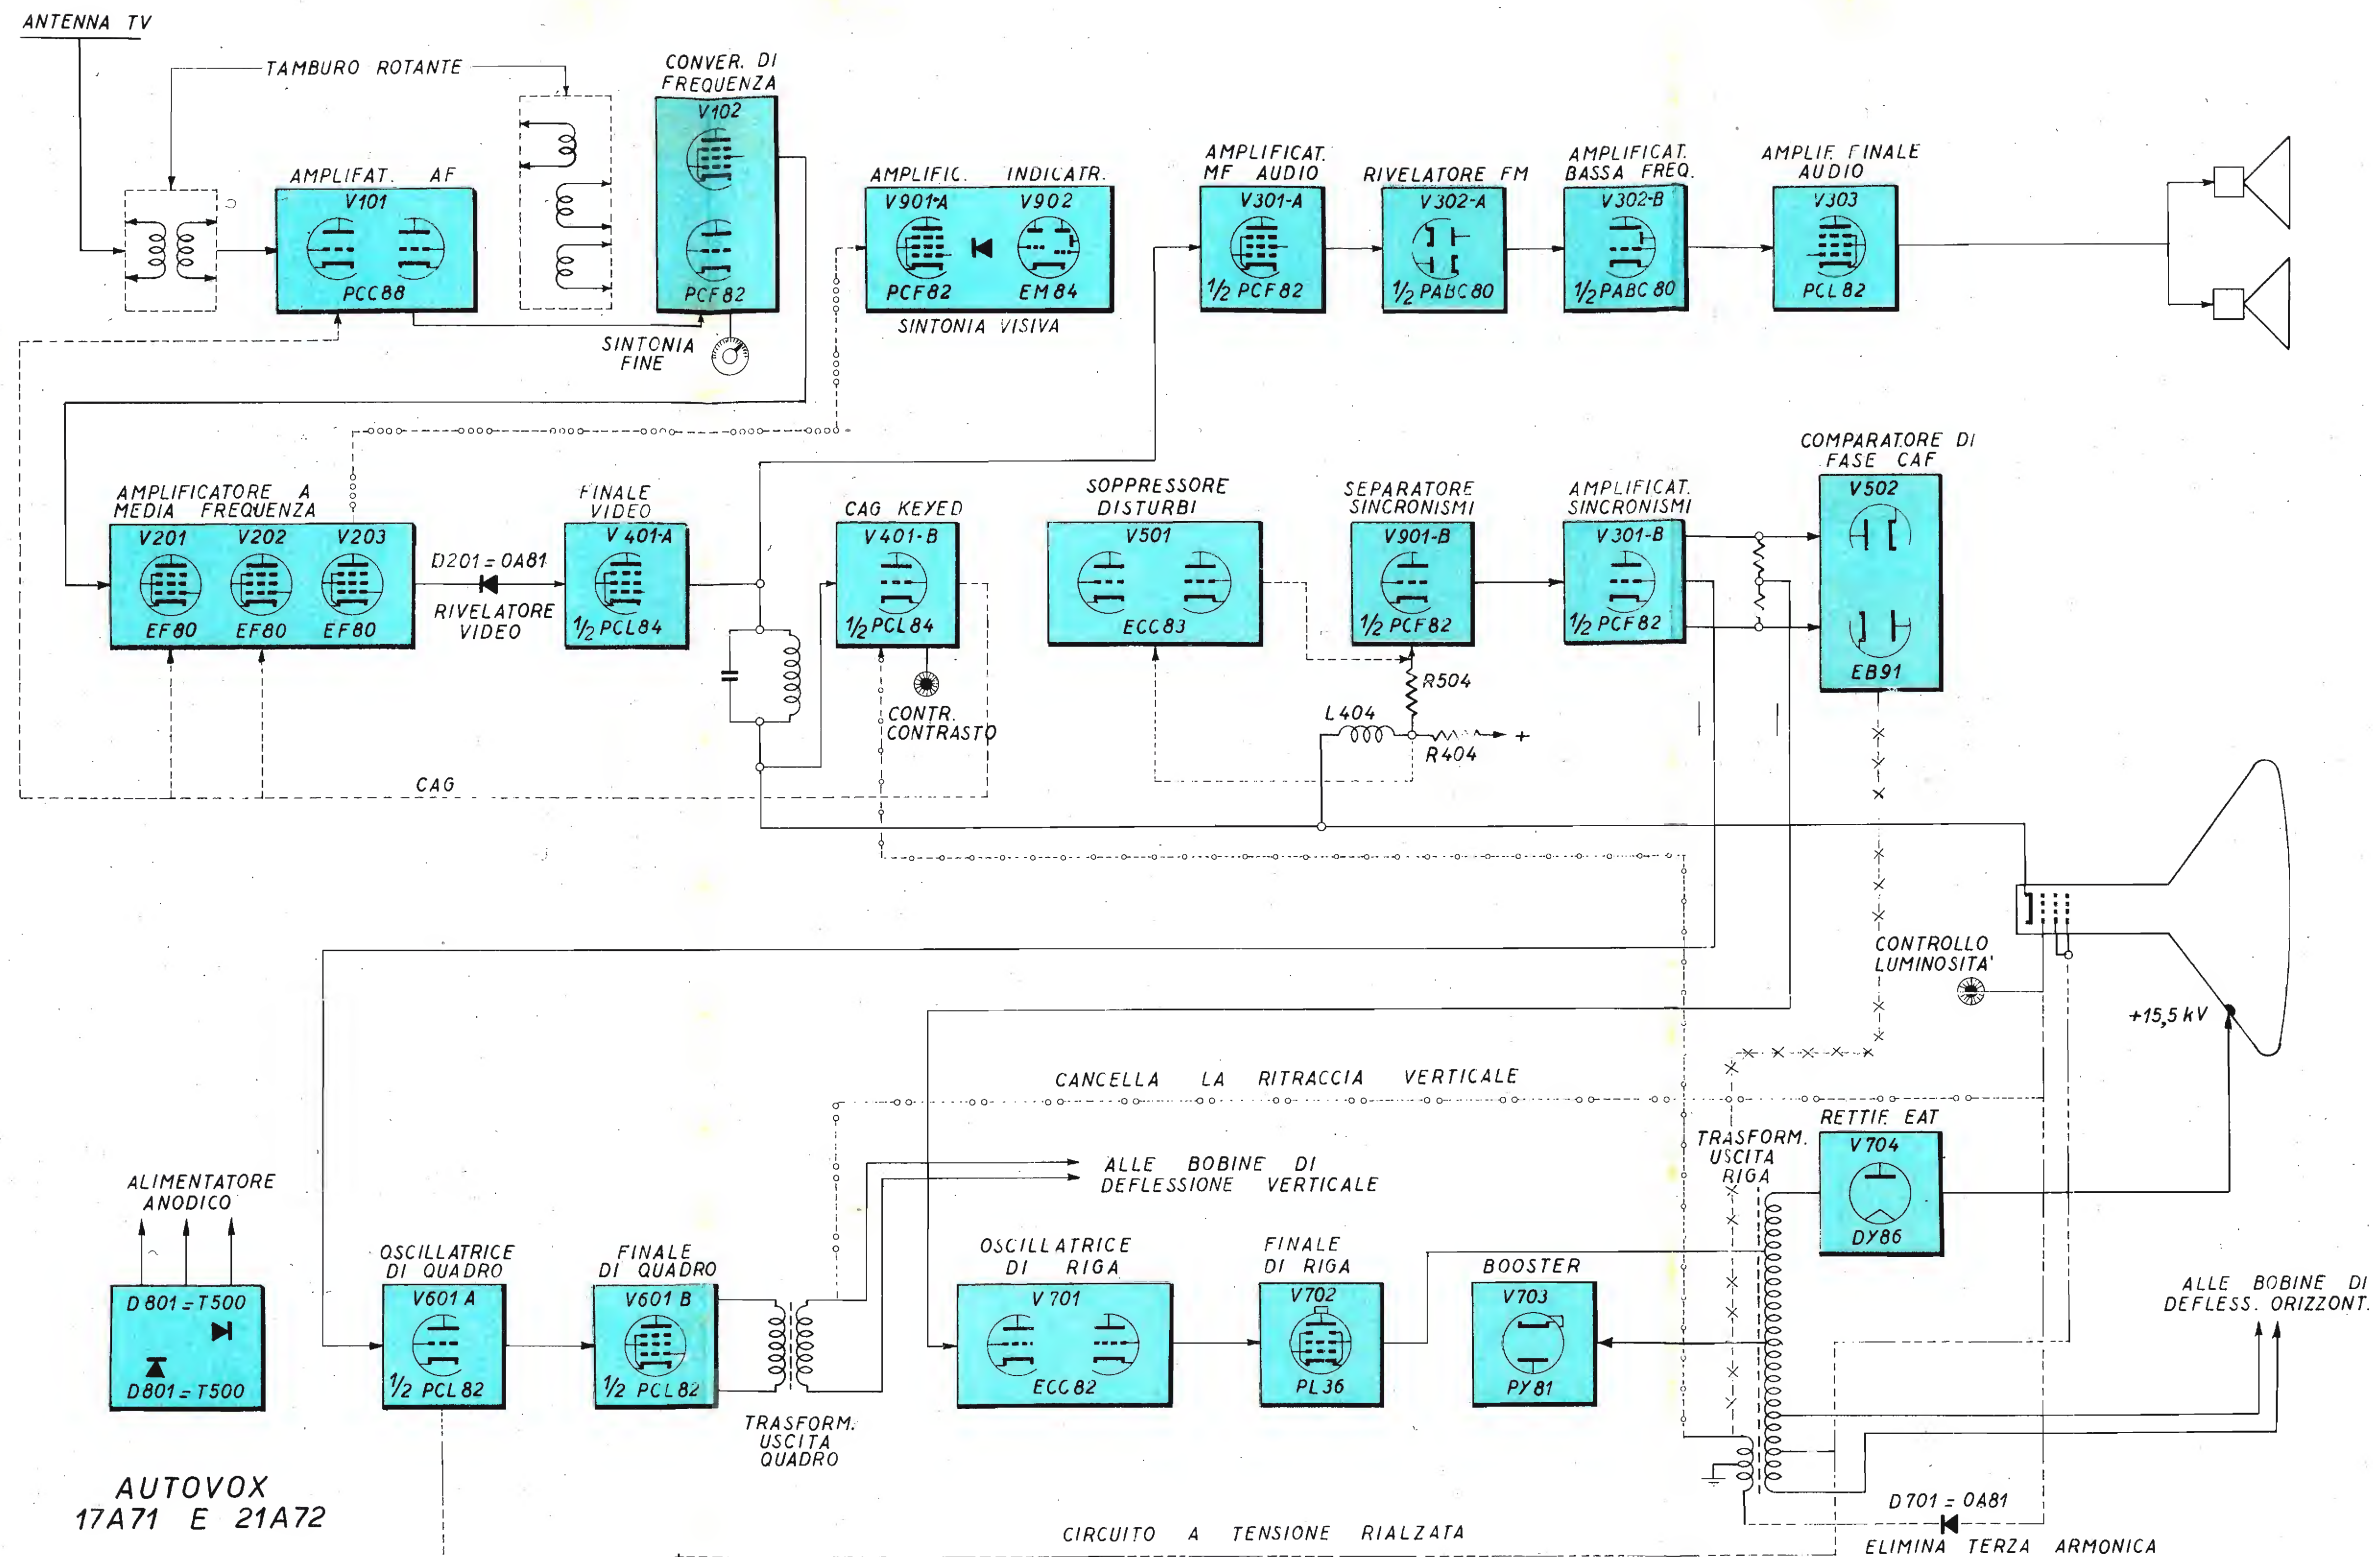 ANTENNA TV
TAMBURO ROTANTE
CONVER. DI
FREQUENZA
V102
PCF82
SINTONIA
FINE
AMPLIFAT. AF
V101
PCC88
AMPLIFIC. INDICATR.
V901-A V902
PCF82 EM84
SINTONIA VISIVA
AMPLIFICAT.
MF AUDIO
V301-A
1/2 PCF82
RIVELATORE FM
V302-A
1/2 PABC80
AMPLIFICAT.
BASSA FREQ.
V302-B
1/2 PABC80
AMPLIF. FINALE
AUDIO
V303
PCL82
AMPLIFICATORE A
MEDIA FREQUENZA
V201 V202 V203
EF80 EF80 EF80
D201=0A81
RIVELATORE
VIDEO
FINALE
VIDEO
V401-A
1/2 PCL84
CAG KEYED
V401-B
1/2 PCL84
CONTR.
CONTRASTO
CAG
SOPPRESSORE
DISTURBI
V501
ECC83
SEPARATORE
SINCRONISMI
V901-B
1/2 PCF82
R504
L404
R404
+
AMPLIFICAT.
SINCRONISMI
V301-B
1/2 PCF82
COMPARATORE DI
FASE CAF
V502
EB91
CONTROLLO
LUMINOSITA'
+15,5 kV
CANCELLA LA RITRACCIA VERTICALE
ALLE BOBINE DI
DEFLESSIONE VERTICALE
TRASFORM.
USCITA
RIGA
RETTIF. EAT
V704
DY86
ALIMENTATORE
ANODICO
D801=T500
D801=T500
OSCILLATRICE
DI QUADRO
V601 A
1/2 PCL82
FINALE
DI QUADRO
V601 B
1/2 PCL82
TRASFORM.
USCITA
QUADRO
OSCILLATRICE
DI RIGA
V701
ECC82
FINALE
DI RIGA
V702
PL36
BOOSTER
V703
PY81
ALLE BOBINE DI
DEFLESS. ORIZZONT.
D701=0A81
ELIMINA TERZA ARMONICA
AUTOVOX
17A71 E 21A72
CIRCUITO A TENSIONE RIALZATA